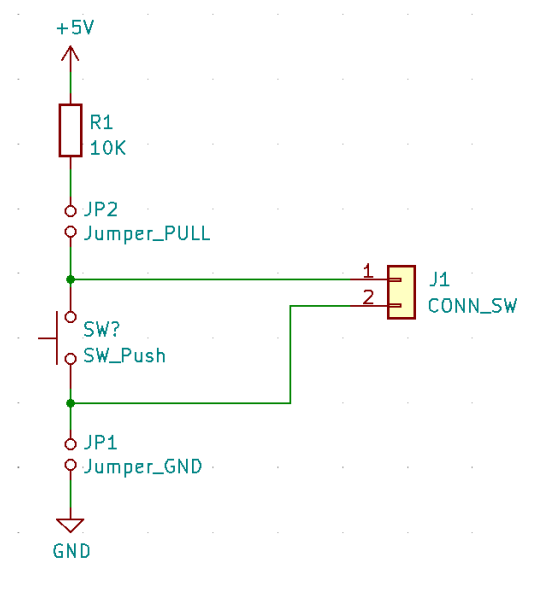 +5V
R1
10K
JP2
Jumper_PULL
1
J1
2
CONN_SW
SW?
SW_Push
JP1
Jumper_GND
GND